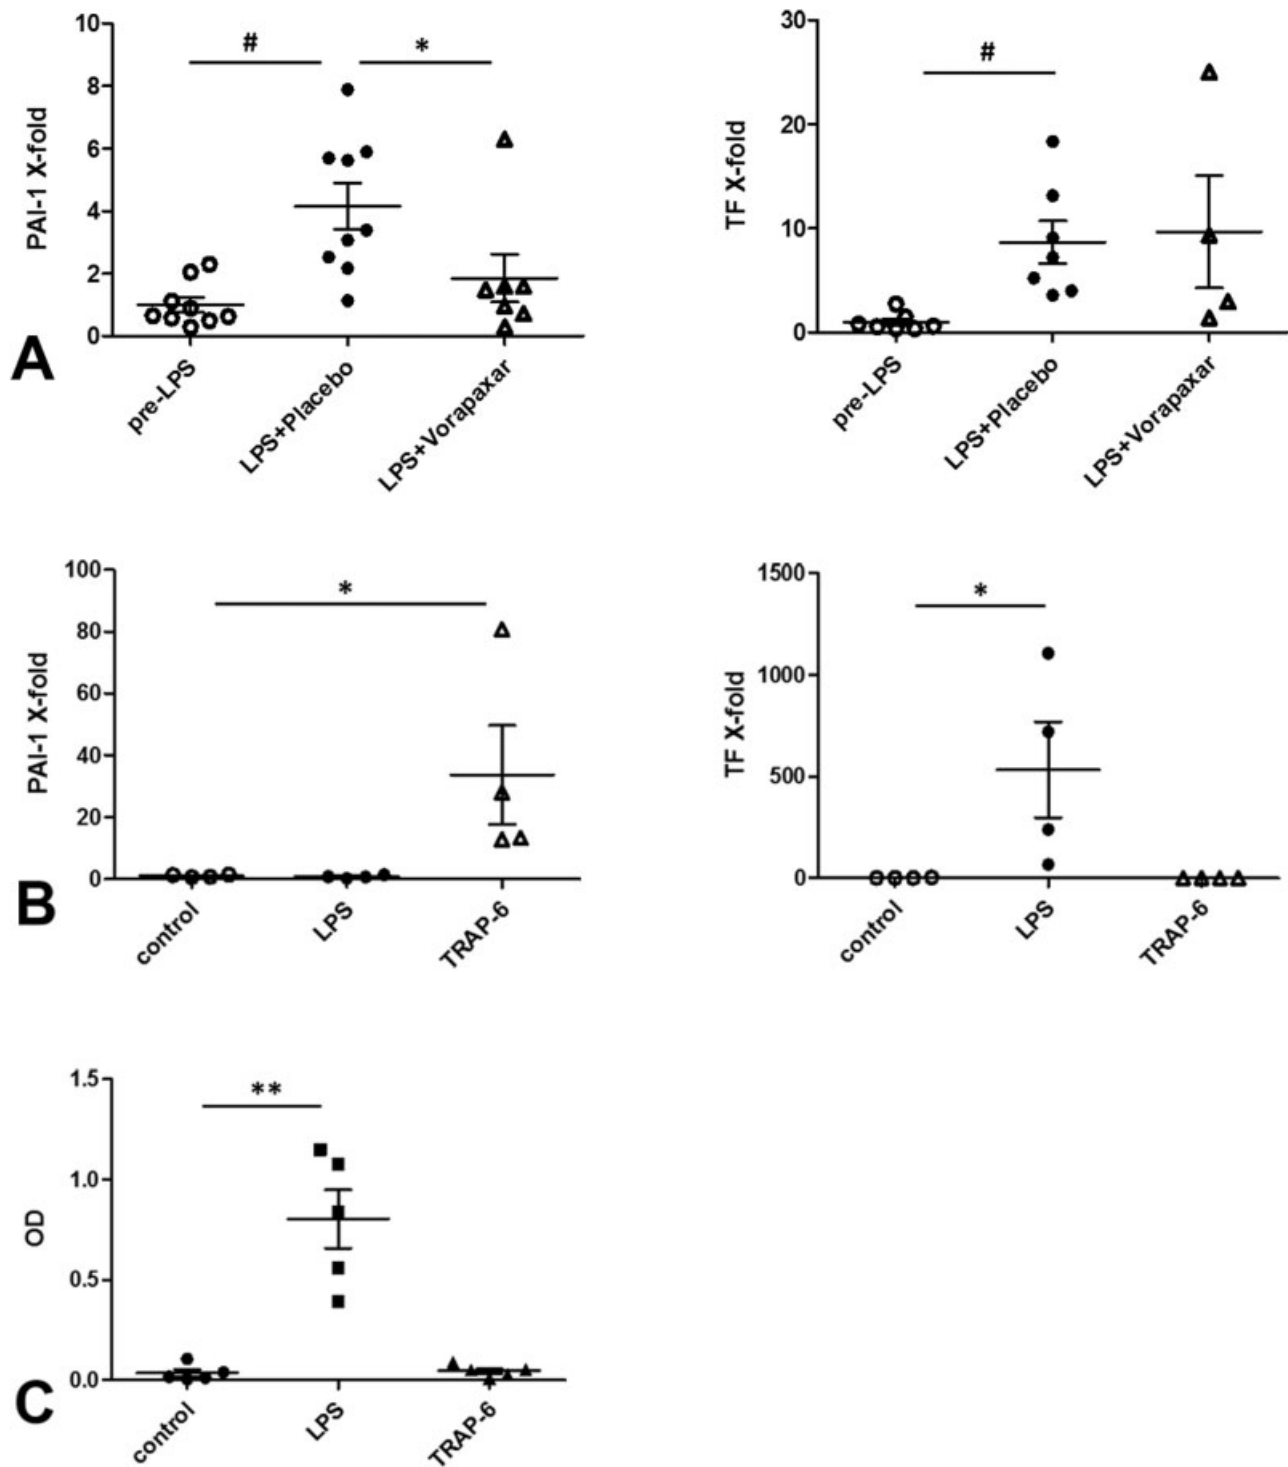 10
8
6
4
2
0
PAI-1 X-fold
#
*
pre-LPS
LPS+Placebo
LPS+Vorapaxar
30
20
10
0
TF X-fold
#
pre-LPS
LPS+Placebo
LPS+Vorapaxar
A
100
80
60
40
20
0
PAI-1 X-fold
*
control
LPS
TRAP-6
1500
1000
500
0
TF X-fold
*
control
LPS
TRAP-6
B
1.5
1.0
0.5
0.0
OD
**
control
LPS
TRAP-6
C